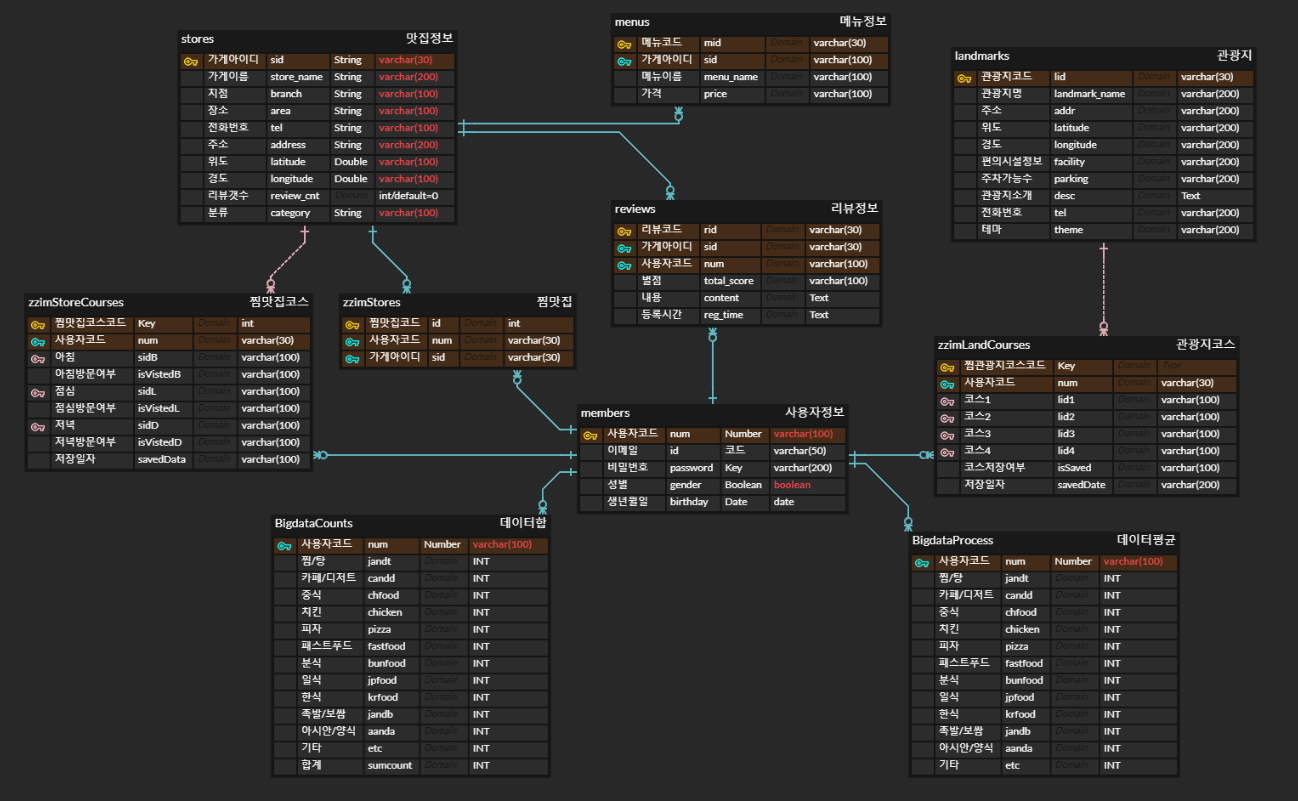 stores 맛집정보
가게아이디 sid String varchar(30)
가게이름 store_name String varchar(200)
지점 branch String varchar(100)
장소 area String varchar(100)
전화번호 tel String varchar(100)
주소 address String varchar(200)
위도 latitude Double varchar(100)
경도 longitude Double varchar(100)
리뷰갯수 review_cnt Domain int/default=0
분류 category String varchar(100)
menus 메뉴정보
메뉴코드 mid Domain varchar(30)
가게아이디 sid Domain varchar(100)
메뉴이름 menu_name Domain varchar(100)
가격 price Domain varchar(100)
landmarks 관광지
관광지코드 lid Domain varchar(30)
관광지명 landmark_name Domain varchar(200)
주소 addr Domain varchar(200)
위도 latitude Domain varchar(200)
경도 longitude Domain varchar(200)
편의시설정보 facility Domain varchar(200)
주차가능수 parking Domain varchar(200)
관광지소개 desc Domain Text
전화번호 tel Domain varchar(200)
테마 theme Domain varchar(200)
reviews 리뷰정보
리뷰코드 rid Domain varchar(30)
가게아이디 sid Domain varchar(30)
사용자코드 num Domain varchar(100)
별점 total_score Domain varchar(100)
내용 content Domain Text
등록시간 reg_time Domain Text
zzimStoreCourses 찜맛집코스
찜맛집코스코드 Key Domain int
사용자코드 num Domain varchar(30)
아침 sidB Domain varchar(100)
아침방문여부 isVistedB Domain varchar(100)
점심 sidL Domain varchar(100)
점심방문여부 isVistedL Domain varchar(100)
저녁 sidD Domain varchar(100)
저녁방문여부 isVistedD Domain varchar(100)
저장일자 savedData Domain varchar(100)
zzimStores 찜맛집
찜맛집코드 id Domain int
사용자코드 num Domain varchar(30)
가게아이디 sid Domain varchar(30)
zzimLandCourses 관광지코스
찜관광지코스코드 Key Domain Type
사용자코드 num Domain varchar(30)
코스1 lid1 Domain varchar(100)
코스2 lid2 Domain varchar(100)
코스3 lid3 Domain varchar(100)
코스4 lid4 Domain varchar(100)
코스저장여부 isSaved Domain varchar(100)
저장일자 savedDate Domain varchar(200)
members 사용자정보
사용자코드 num Number varchar(100)
이메일 id 코드 varchar(50)
비밀번호 password Key varchar(200)
성별 gender Boolean boolean
생년월일 birthday Date date
BigdataCounts 데이터합
사용자코드 num Number varchar(100)
찜/탕 jandt Domain INT
카페/디저트 candd Domain INT
중식 chfood Domain INT
치킨 chicken Domain INT
피자 pizza Domain INT
패스트푸드 fastfood Domain INT
분식 bunfood Domain INT
일식 jpfood Domain INT
한식 krfood Domain INT
족발/보쌈 jandb Domain INT
아시안/양식 aanda Domain INT
기타 etc Domain INT
합계 sumcount Domain INT
BigdataProcess 데이터평균
사용자코드 num Number varchar(100)
찜/탕 jandt Domain INT
카페/디저트 candd Domain INT
중식 chfood Domain INT
치킨 chicken Domain INT
피자 pizza Domain INT
패스트푸드 fastfood Domain INT
분식 bunfood Domain INT
일식 jpfood Domain INT
한식 krfood Domain INT
족발/보쌈 jandb Domain INT
아시안/양식 aanda Domain INT
기타 etc Domain INT